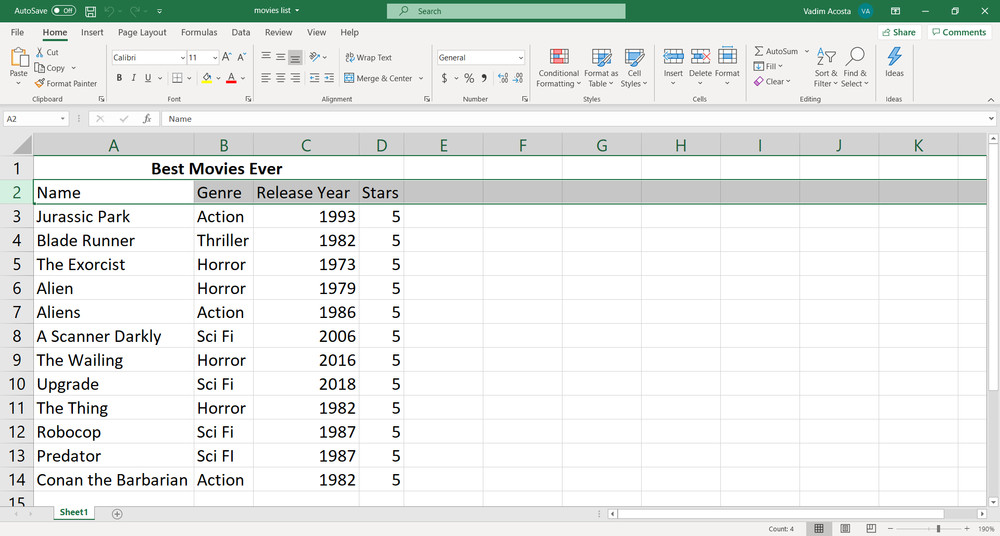 AutoSave Off movies list Search Vadim Acosta VA
File Home Insert Page Layout Formulas Data Review View Help Share Comments
Paste Cut Copy Format Painter
Clipboard
Calibri 11
B I U A
Font
ab Wrap Text
Merge & Center
Alignment
General
$ % 9 .00
Number
Conditional Formatting
Format as Table
Cell Styles
Styles
Insert Delete Format
Cells
AutoSum
Fill
Clear
Sort & Filter
Find & Select
Editing
Ideas
Ideas
A2 fx Name
A B C D E F G H I J K
1 Best Movies Ever
2 Name Genre Release Year Stars
3 Jurassic Park Action 1993 5
4 Blade Runner Thriller 1982 5
5 The Exorcist Horror 1973 5
6 Alien Horror 1979 5
7 Aliens Action 1986 5
8 A Scanner Darkly Sci Fi 2006 5
9 The Wailing Horror 2016 5
10 Upgrade Sci Fi 2018 5
11 The Thing Horror 1982 5
12 Robocop Sci Fi 1987 5
13 Predator Sci FI 1987 5
14 Conan the Barbarian Action 1982 5
15
Sheet1
Count: 4 190%